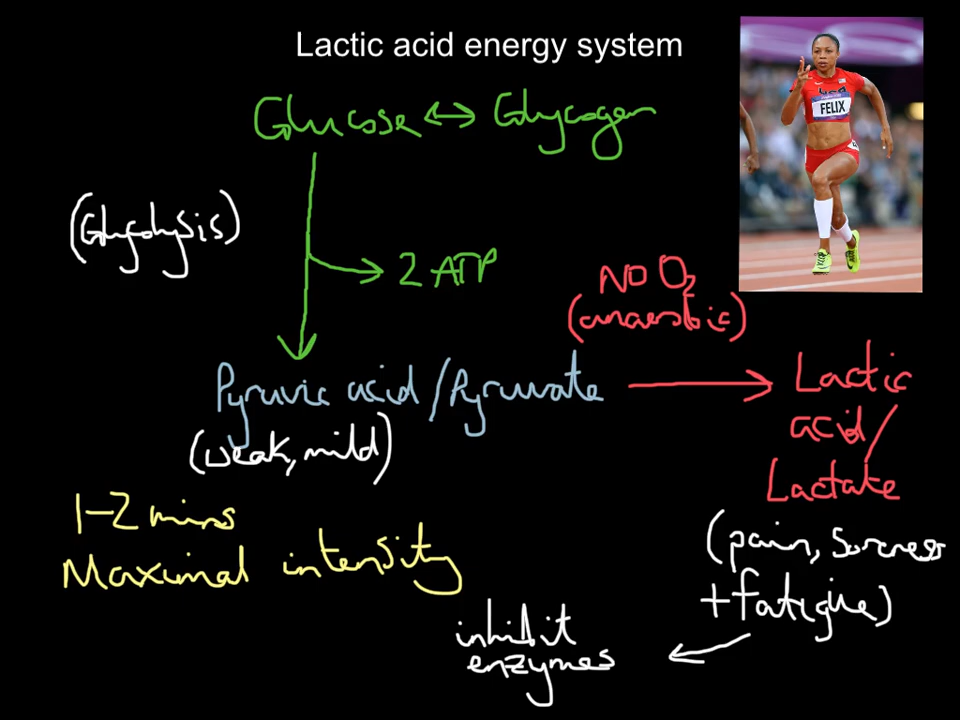 Lactic acid energy system
Glucose ↔ Glycogen
USA
FELIX
(Glycolysis)
→ 2 ATP
NO O2
(anaerobic)
Pyruvic acid / Pyruvate → Lactic
acid /
Lactate
(weak, mild)
1-2 mins
Maximal intensity
(pain, soreness
+ fatigue)
inhibit
enzymes